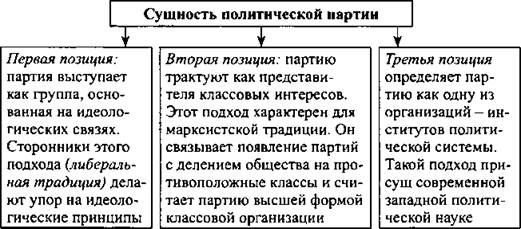 Сущность политической партии
Первая позиция:
партия выступает
как группа, осно-
ванная на идеоло-
гических связях.
Сторонники этого
подхода (либераль-
ная традиция) дела-
ют упор на идеоло-
гические принципы
Вторая позиция: партию
трактуют как представи-
теля классовых интересов.
Этот подход характерен для
марксистской традиции. Он
связывает появление партий
с делением общества на про-
тивоположные классы и счи-
тает партию высшей формой
классовой организации
Третья позиция
определяет пар-
тию как одну из
организаций – ин-
ститутов полити-
ческой системы.
Такой подход при-
сущ современной
западной полити-
ческой науке